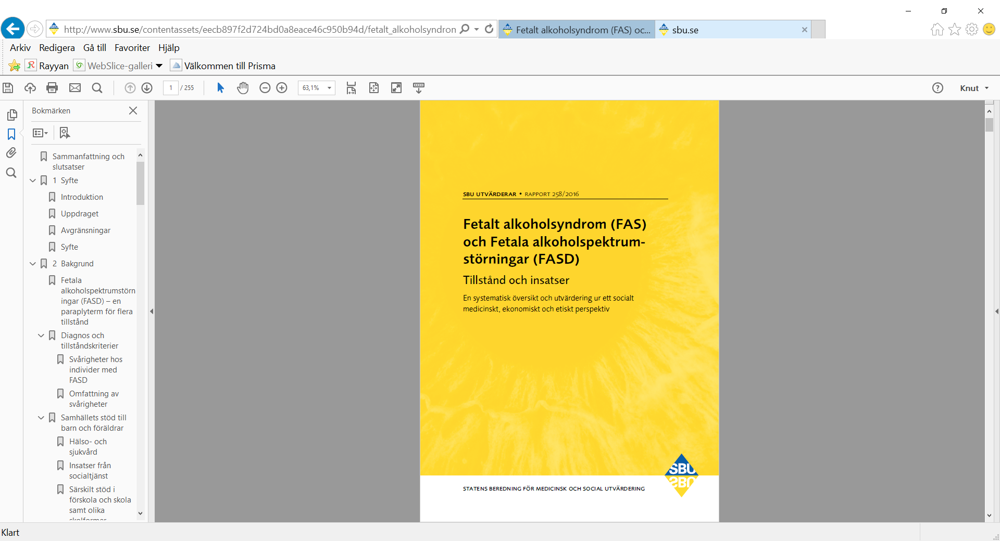 http://www.sbu.se/contentassets/eecb897f2d724bd0a8eace46c950b94d/fetalt_alkoholsyndron
Fetalt alkoholsyndrom (FAS) oc...
sbu.se
Arkiv Redigera Gå till Favoriter Hjälp
Rayyan WebSlice-galleri Välkommen till Prisma
1 / 255
63,1%
Knut
Bokmärken
Sammanfattning och
slutsatser
1 Syfte
Introduktion
Uppdraget
Avgränsningar
Syfte
2 Bakgrund
Fetala
alkoholspektrumstörn
ingar (FASD) – en
paraplyterm för flera
tillstånd
Diagnos och
tillståndskriterier
Svårigheter hos
individer med
FASD
Omfattning av
svårigheter
Samhällets stöd till
barn och föräldrar
Hälso- och
sjukvård
Insatser från
socialtjänst
Särskilt stöd i
förskola och skola
samt olika
skolformer
SBU UTVÄRDERAR • RAPPORT 258/2016
Fetalt alkoholsyndrom (FAS)
och Fetala alkoholspektrum-
störningar (FASD)
Tillstånd och insatser
En systematisk översikt och utvärdering ur ett socialt
medicinskt, ekonomiskt och etiskt perspektiv
SBU
STATENS BEREDNING FÖR MEDICINSK OCH SOCIAL UTVÄRDERING
Klart